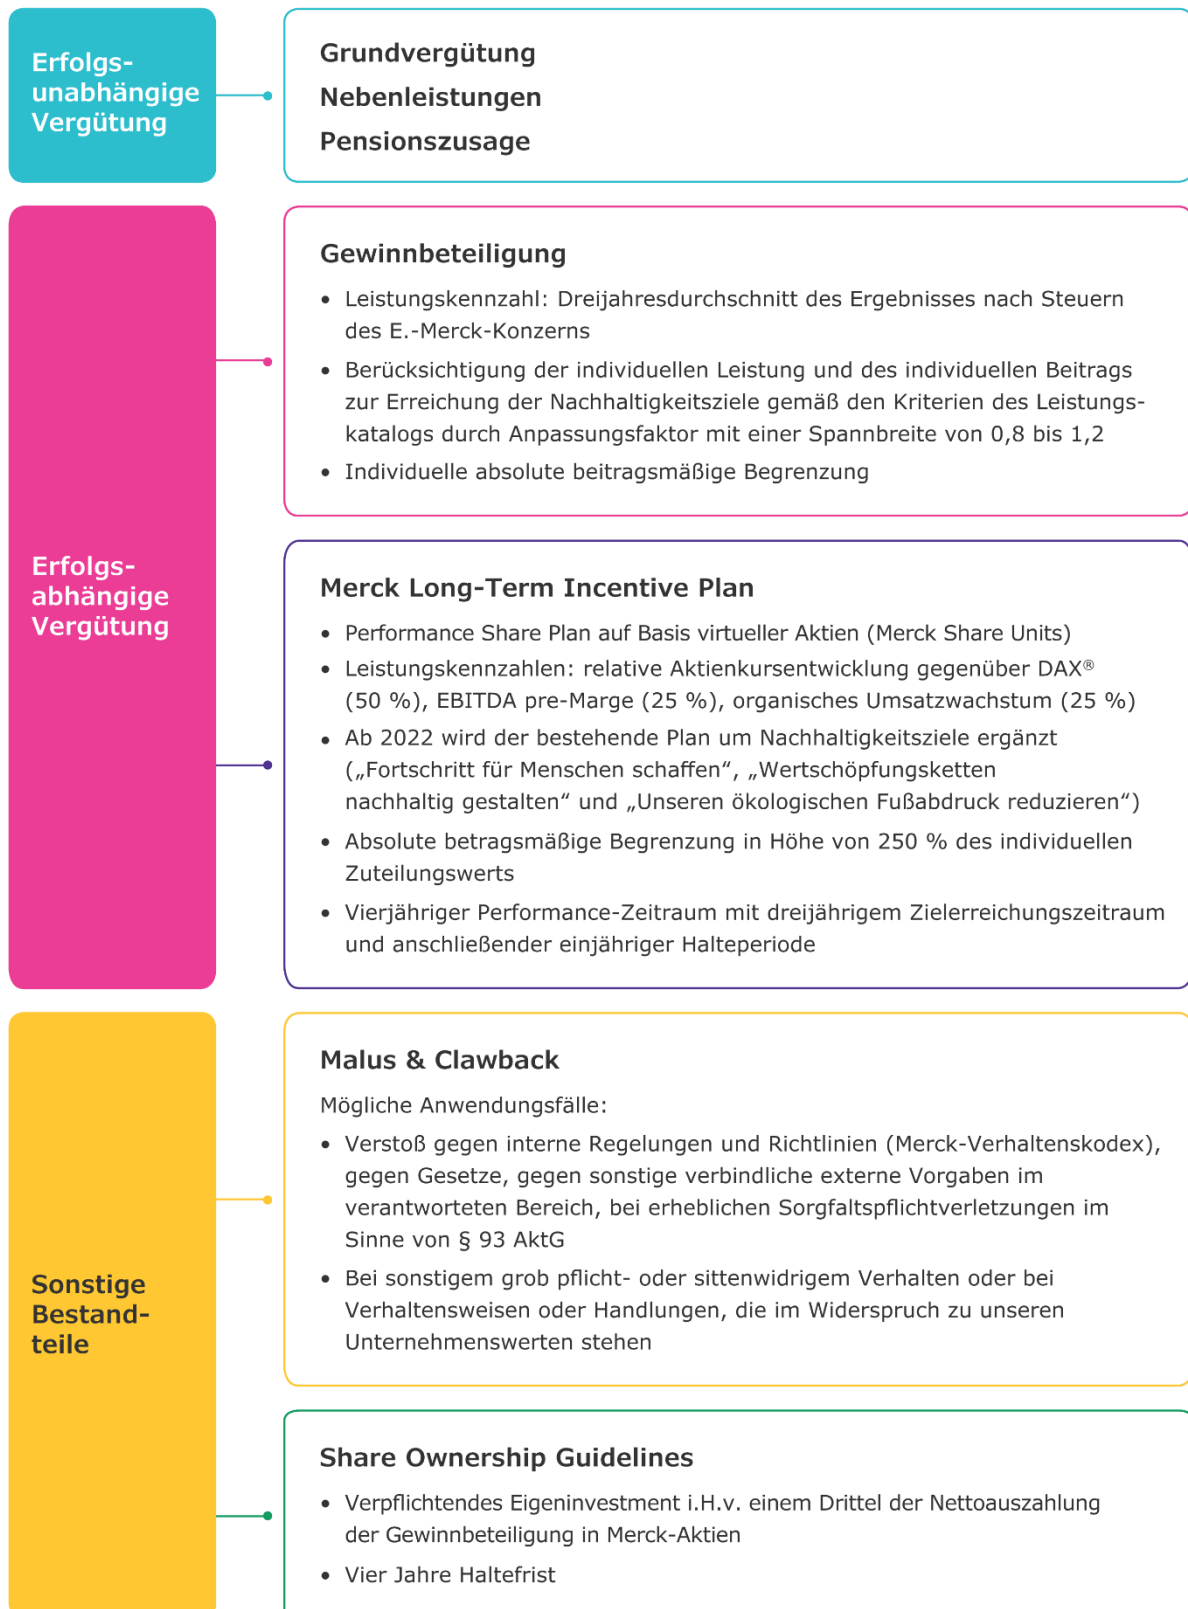 Erfolgs-
unabhängige
Vergütung
Grundvergütung
Nebenleistungen
Pensionszusage
Erfolgs-
abhängige
Vergütung
Gewinnbeteiligung
• Leistungskennzahl: Dreijahresdurchschnitt des Ergebnisses nach Steuern
des E.-Merck-Konzerns
• Berücksichtigung der individuellen Leistung und des individuellen Beitrags
zur Erreichung der Nachhaltigkeitsziele gemäß den Kriterien des Leistungs-
katalogs durch Anpassungsfaktor mit einer Spannbreite von 0,8 bis 1,2
• Individuelle absolute beitragsmäßige Begrenzung
Merck Long-Term Incentive Plan
• Performance Share Plan auf Basis virtueller Aktien (Merck Share Units)
• Leistungskennzahlen: relative Aktienkursentwicklung gegenüber DAX®
(50 %), EBITDA pre-Marge (25 %), organisches Umsatzwachstum (25 %)
• Ab 2022 wird der bestehende Plan um Nachhaltigkeitsziele ergänzt
(„Fortschritt für Menschen schaffen“, „Wertschöpfungsketten
nachhaltig gestalten“ und „Unseren ökologischen Fußabdruck reduzieren“)
• Absolute betragsmäßige Begrenzung in Höhe von 250 % des individuellen
Zuteilungswerts
• Vierjähriger Performance-Zeitraum mit dreijährigem Zielerreichungszeitraum
und anschließender einjähriger Halteperiode
Sonstige
Bestand-
teile
Malus & Clawback
Mögliche Anwendungsfälle:
• Verstoß gegen interne Regelungen und Richtlinien (Merck-Verhaltenskodex),
gegen Gesetze, gegen sonstige verbindliche externe Vorgaben im
verantworteten Bereich, bei erheblichen Sorgfaltspflichtverletzungen im
Sinne von § 93 AktG
• Bei sonstigem grob pflicht- oder sittenwidrigem Verhalten oder bei
Verhaltensweisen oder Handlungen, die im Widerspruch zu unseren
Unternehmenswerten stehen
Share Ownership Guidelines
• Verpflichtendes Eigeninvestment i.H.v. einem Drittel der Nettoauszahlung
der Gewinnbeteiligung in Merck-Aktien
• Vier Jahre Haltefrist